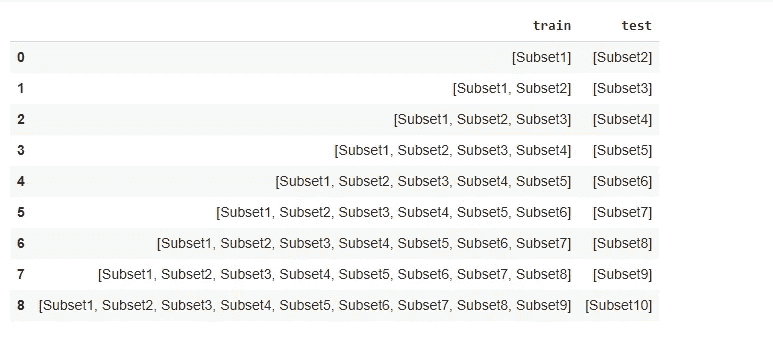 train test
0 [Subset1] [Subset2]
1 [Subset1, Subset2] [Subset3]
2 [Subset1, Subset2, Subset3] [Subset4]
3 [Subset1, Subset2, Subset3, Subset4] [Subset5]
4 [Subset1, Subset2, Subset3, Subset4, Subset5] [Subset6]
5 [Subset1, Subset2, Subset3, Subset4, Subset5, Subset6] [Subset7]
6 [Subset1, Subset2, Subset3, Subset4, Subset5, Subset6, Subset7] [Subset8]
7 [Subset1, Subset2, Subset3, Subset4, Subset5, Subset6, Subset7, Subset8] [Subset9]
8 [Subset1, Subset2, Subset3, Subset4, Subset5, Subset6, Subset7, Subset8, Subset9] [Subset10]